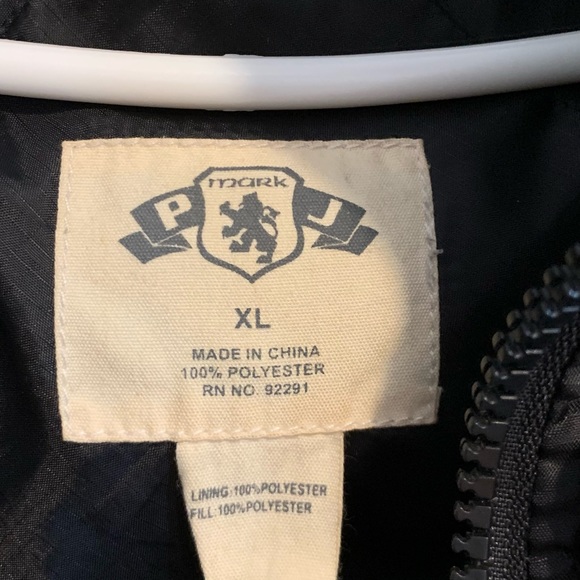 mark
P J
XL
MADE IN CHINA
100% POLYESTER
RN NO. 92291
LINING:100%POLYESTER
FILL:100%POLYESTER